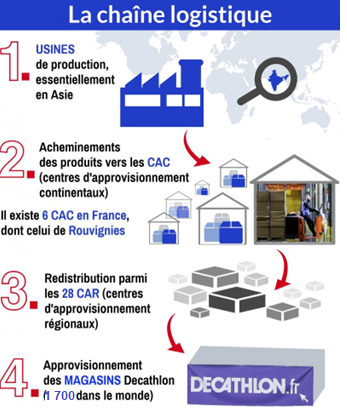 La chaîne logistique
1. USINES
de production,
essentiellement
en Asie
2. Acheminements
des produits vers les CAC
(centres d'approvisionnement
continentaux)
Il existe 6 CAC en France,
dont celui de Rouvignies
3. Redistribution parmi
les 28 CAR (centres
d'approvisionnement
régionaux)
4. Approvisionnement
des MAGASINS Decathlon
(1 700 dans le monde)
DECATHLON.fr